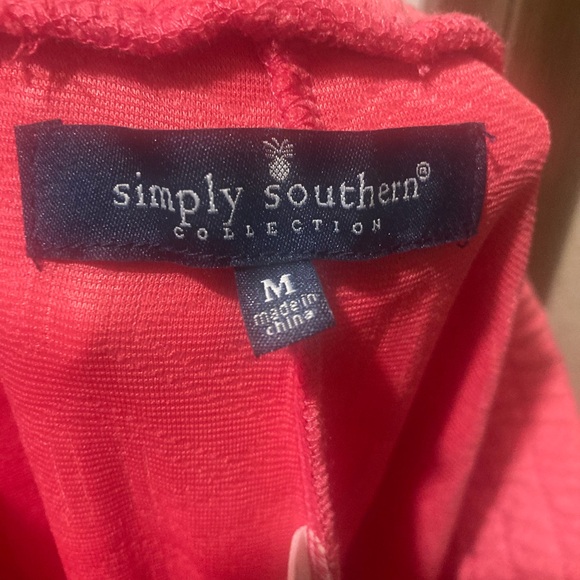 simply southern®
COLLECTION
M
made in
china